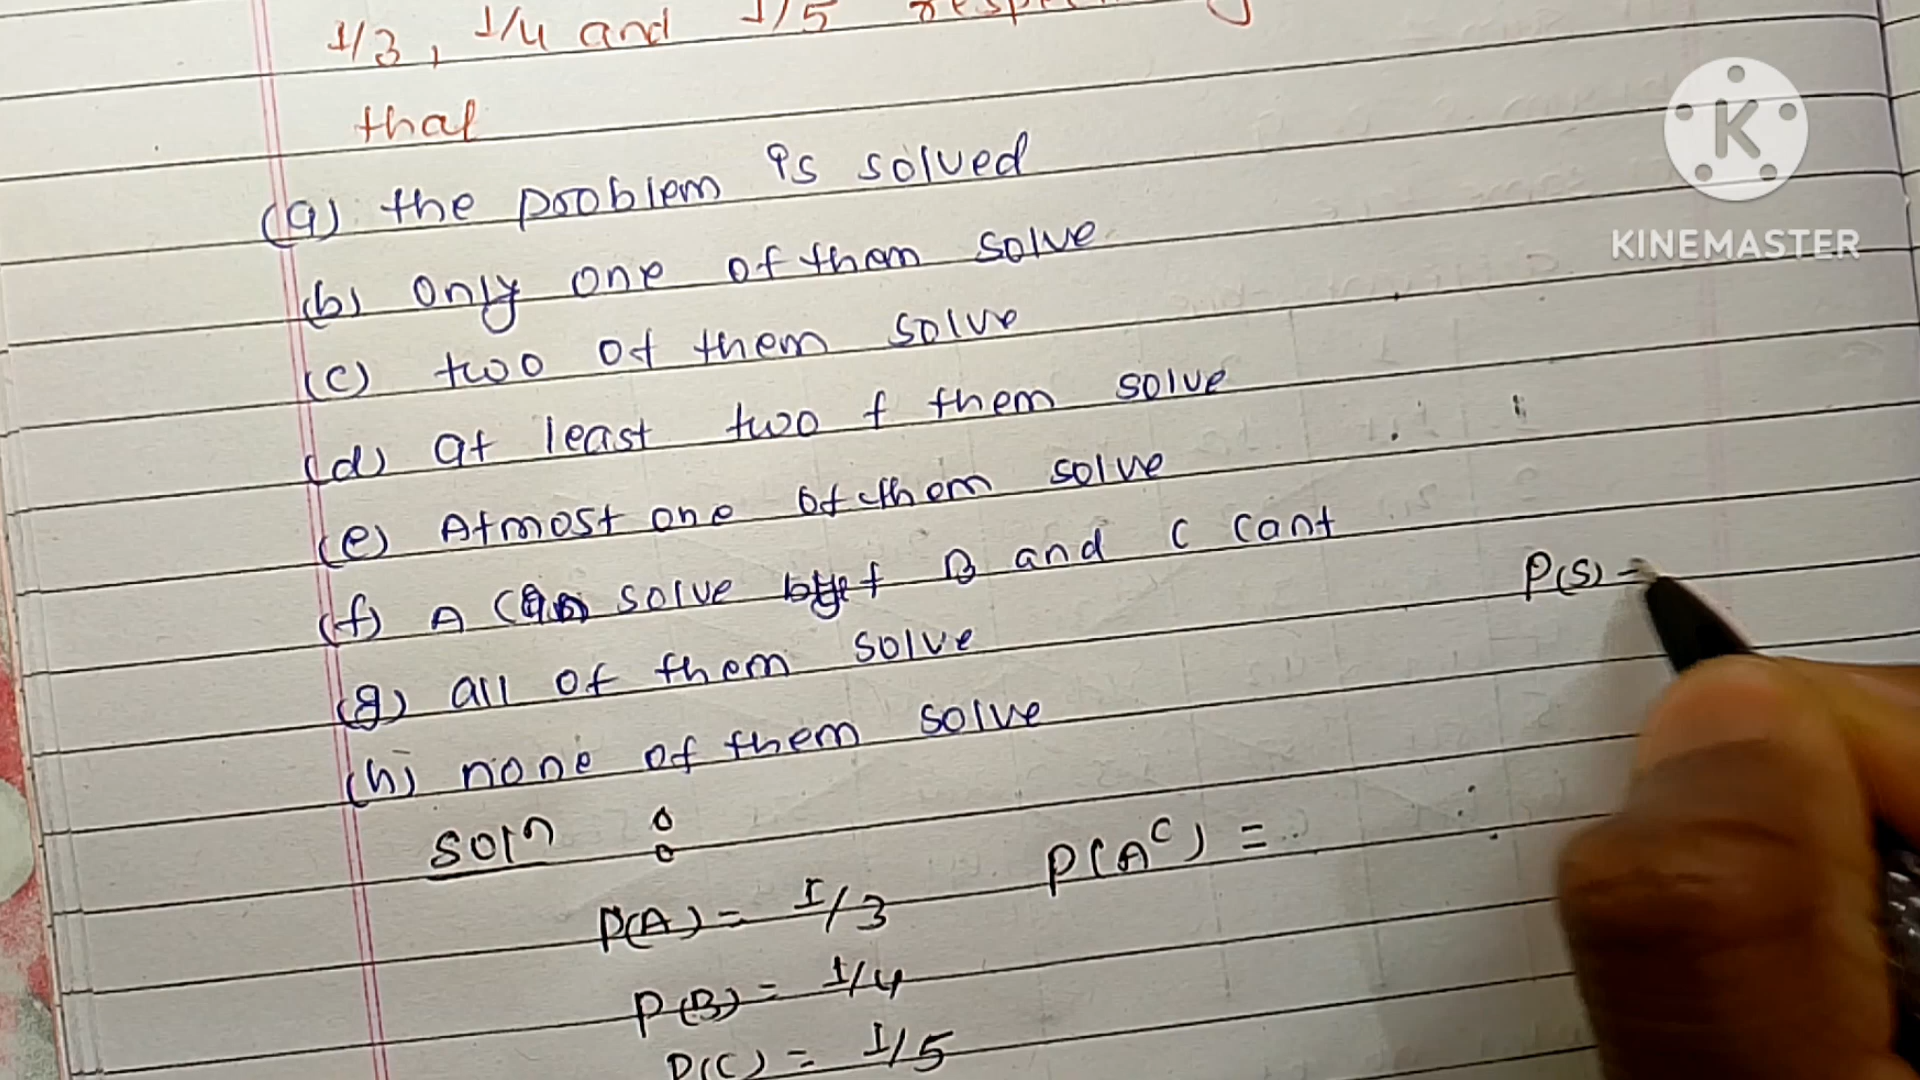 1/3, 1/4 and 1/5
that
(a) the problem is solved
(b) only one of them solve
(c) two of them solve
(d) at least two f them solve
(e) Atmost one of them solve
(f) A can solve but B and C cant
(g) all of them solve
(h) none of them solve
soln :
P(A) = 1/3
P(B) = 1/4
P(C) = 1/5
P(A^C) =
P(S) =
KINEMASTER